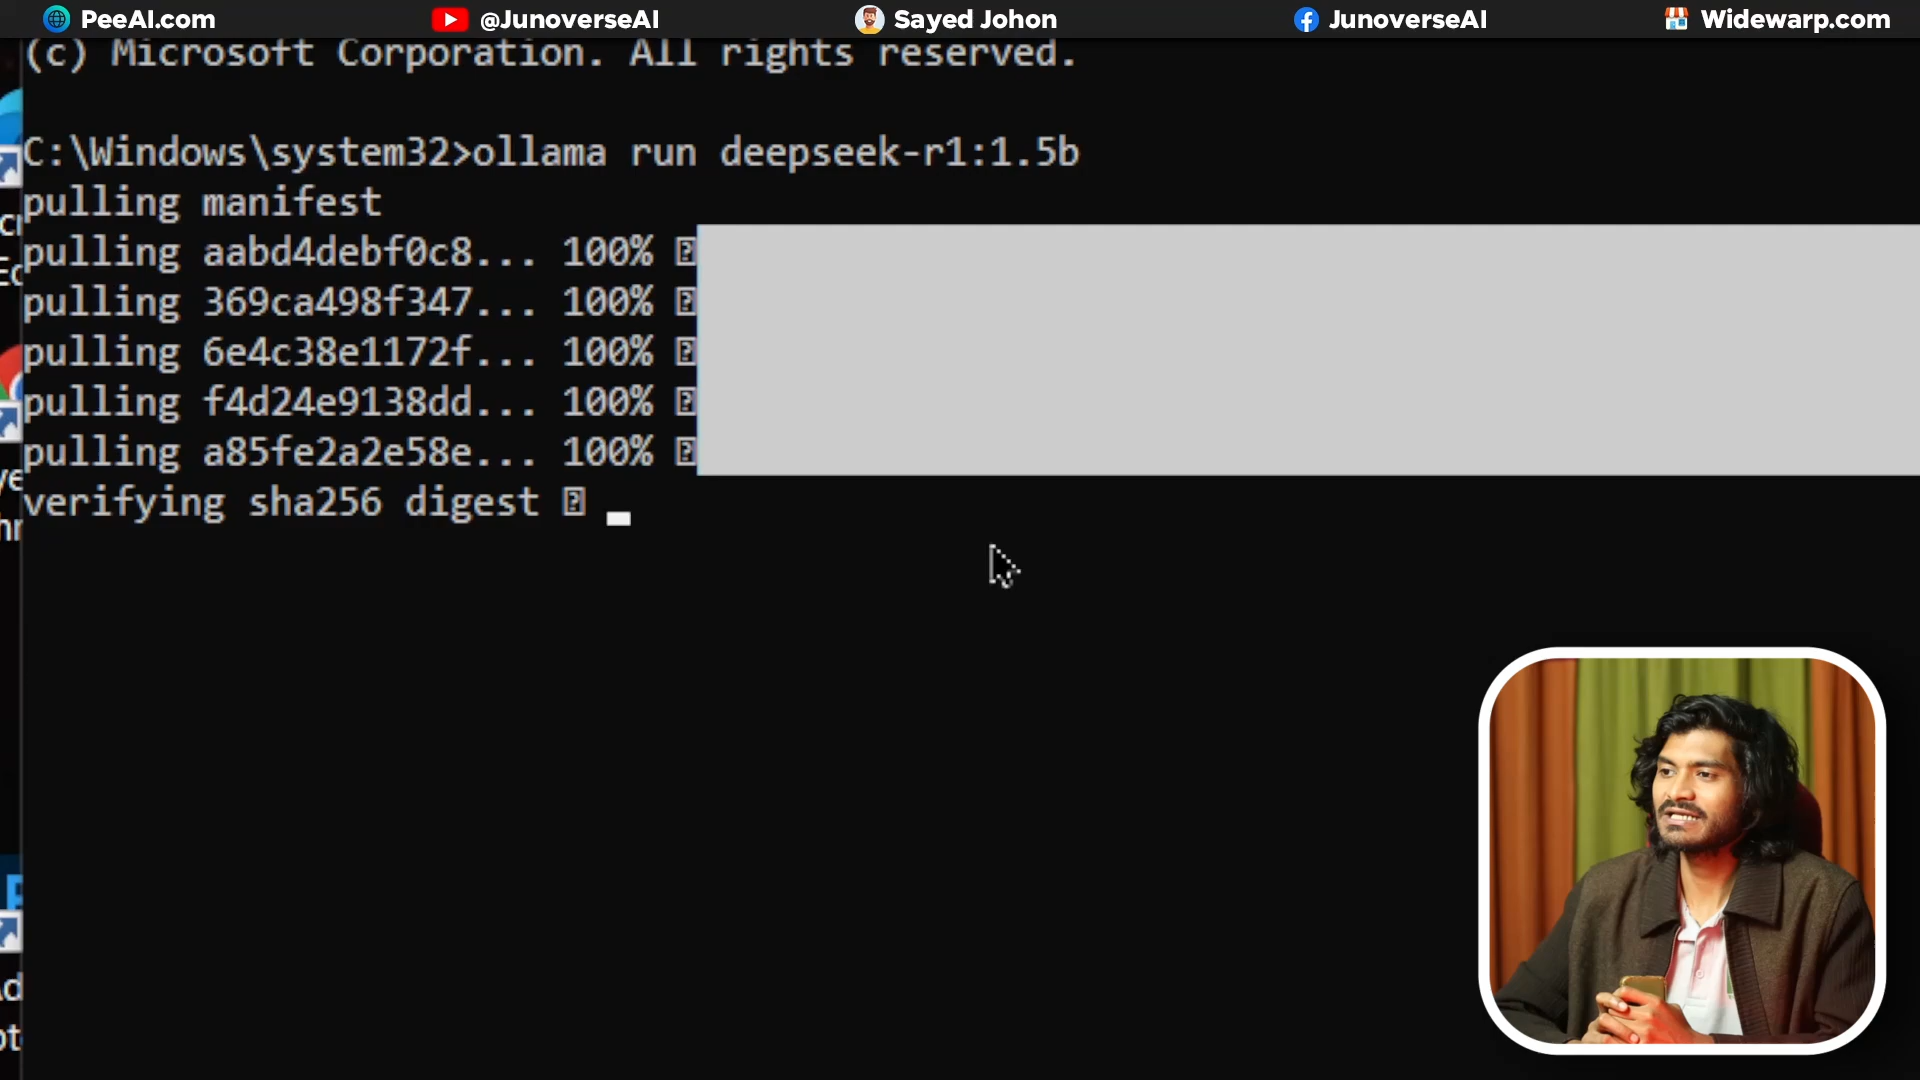 PeeAI.com
@JunoverseAI
Sayed Johon
JunoverseAI
Widewarp.com
(c) Microsoft Corporation. All rights reserved.
C:\Windows\system32>ollama run deepseek-r1:1.5b
pulling manifest
pulling aabd4debf0c8... 100%
pulling 369ca498f347... 100%
pulling 6e4c38e1172f... 100%
pulling f4d24e9138dd... 100%
pulling a85fe2a2e58e... 100%
verifying sha256 digest